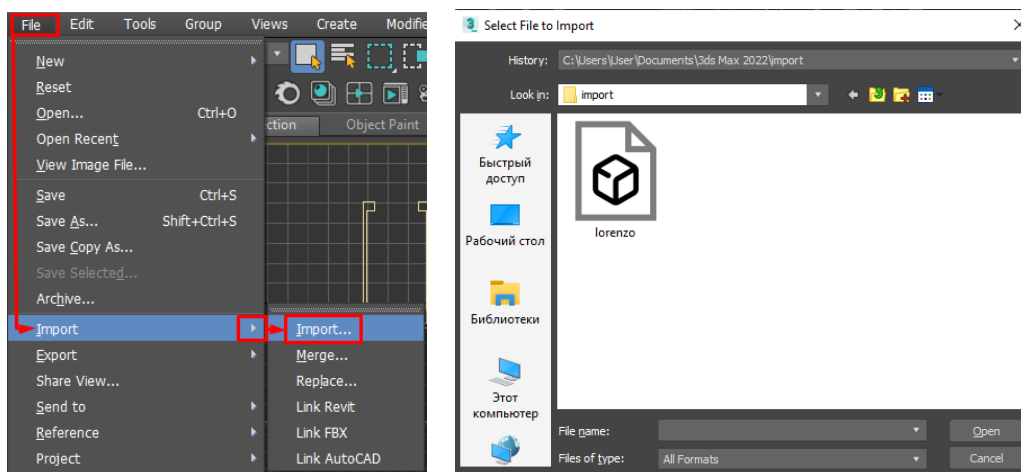 File Edit Tools Group Views Create Modifie
New
Reset
Open... Ctrl+O
Open Recent
View Image File...
Save Ctrl+S
Save As... Shift+Ctrl+S
Save Copy As...
Save Selected...
Archive...
Import
Export
Share View...
Send to
Reference
Project
ction Object Paint
Import...
Merge...
Replace...
Link Revit
Link FBX
Link AutoCAD
3 Select File to Import
History: C:\Users\User\Documents\3ds Max 2022\import
Look in: import
Быстрый
доступ
Рабочий стол
Библиотеки
Этот
компьютер
lorenzo
File name: Open
Files of type: All Formats Cancel